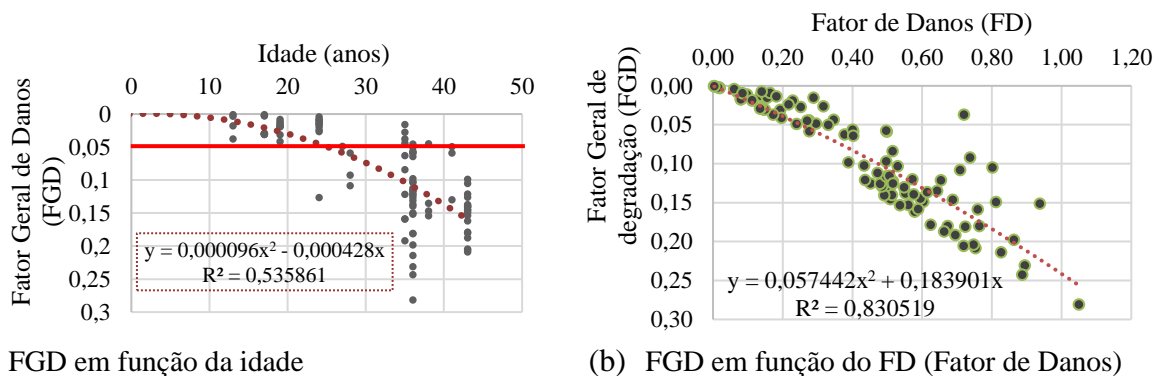 Idade (anos)
0 10 20 30 40 50
Fator Geral de Danos
(FGD)
0
0,05
0,1
0,15
0,2
0,25
0,3
y = 0,000096x² - 0,000428x
R² = 0,535861
FGD em função da idade
Fator de Danos (FD)
0,00 0,20 0,40 0,60 0,80 1,00 1,20
Fator Geral de
degradação (FGD)
0,00
0,05
0,10
0,15
0,20
0,25
0,30
y = 0,057442x² + 0,183901x
R² = 0,830519
(b) FGD em função do FD (Fator de Danos)